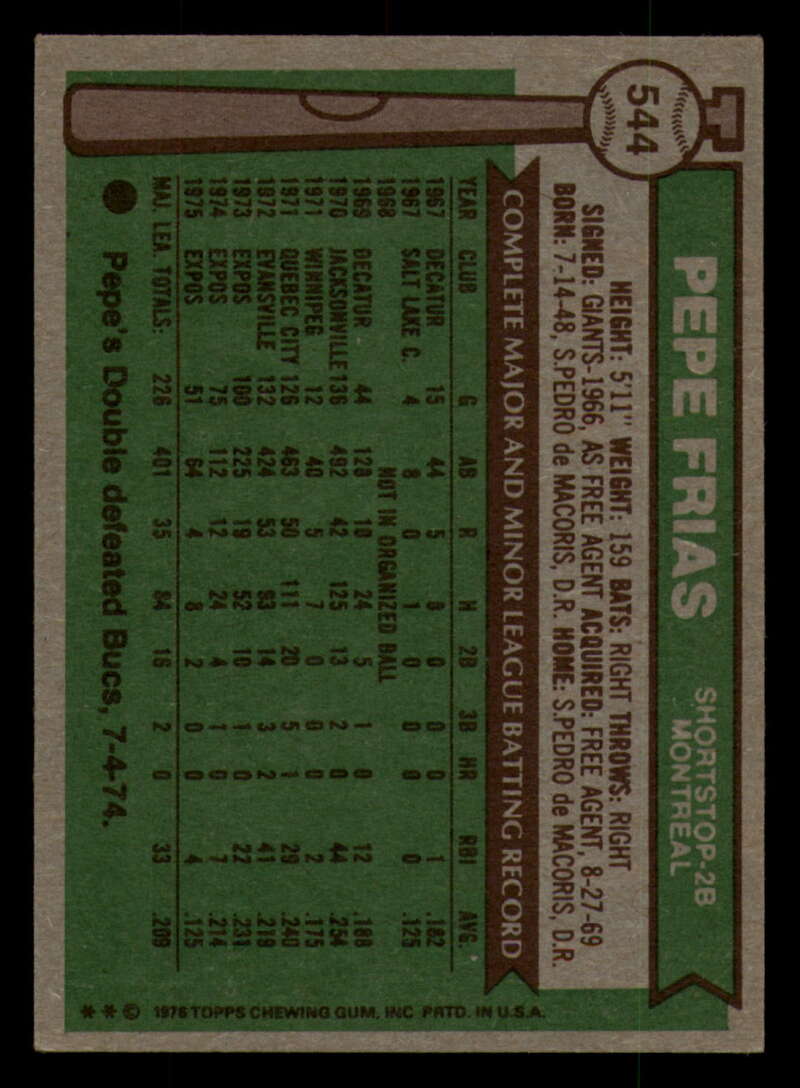 544
PEPE FRIAS
SHORTSTOP-2B
MONTREAL
HEIGHT: 5'11" WEIGHT: 159 BATS: RIGHT THROWS: RIGHT
SIGNED: GIANTS-1966, AS FREE AGENT ACQUIRED: FREE AGENT, 8-27-69
BORN: 7-14-48, S.PEDRO de MACORIS, D.R. HOME: S.PEDRO de MACORIS, D.R.
COMPLETE MAJOR AND MINOR LEAGUE BATTING RECORD
YEAR CLUB G AB R H 2B 3B HR RBI AVG.
1967 DECATUR 15 44 5 8 0 0 0 1 .182
1967 SALT LAKE C. 4 8 0 1 0 0 0 0 .125
1968 NOT IN ORGANIZED BALL
1969 DECATUR 44 128 10 24 5 1 0 12 .188
1970 JACKSONVILLE 136 492 42 125 13 2 0 44 .254
1971 WINNIPEG 12 40 5 7 0 0 0 2 .175
1971 QUEBEC CITY 126 463 50 111 20 5 1 29 .240
1972 EVANSVILLE 132 424 53 93 14 3 2 41 .219
1973 EXPOS 100 225 19 52 10 1 0 22 .231
1974 EXPOS 75 112 12 24 4 1 0 7 .214
1975 EXPOS 51 64 4 8 2 0 0 4 .125
MAJ. LEA. TOTALS: 226 401 35 84 16 2 0 33 .209
Pepe's Double defeated Bucs, 7-4-74.
* * © 1976 TOPPS CHEWING GUM, INC PRTD. IN U.S.A.